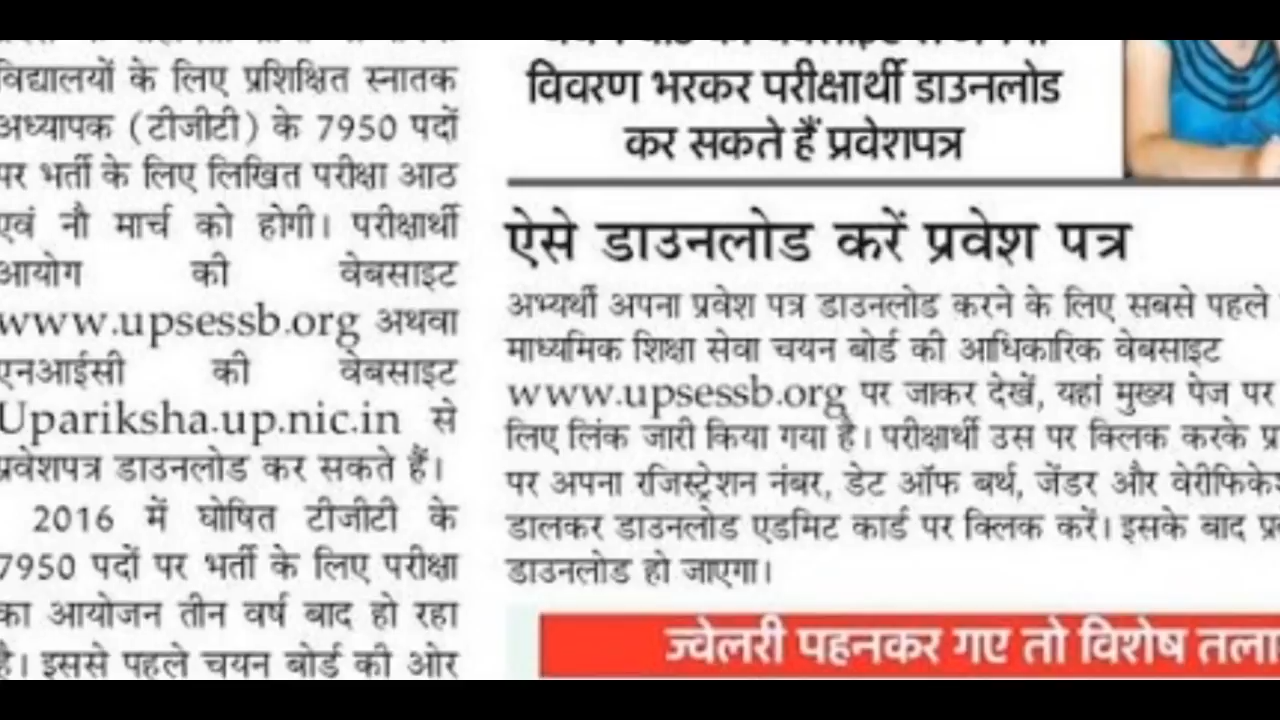 विद्यालयों के लिए प्रशिक्षित स्नातक
अध्यापक (टीजीटी) के 7950 पदों
पर भर्ती के लिए लिखित परीक्षा आठ
एवं नौ मार्च को होगी। परीक्षार्थी
आयोग की वेबसाइट
www.upsessb.org अथवा
एनआईसी की वेबसाइट
Upariksha.up.nic.in से
प्रवेशपत्र डाउनलोड कर सकते हैं।
2016 में घोषित टीजीटी के
7950 पदों पर भर्ती के लिए परीक्षा
का आयोजन तीन वर्ष बाद हो रहा
है। इससे पहले चयन बोर्ड की ओर
विवरण भरकर परीक्षार्थी डाउनलोड
कर सकते हैं प्रवेशपत्र
ऐसे डाउनलोड करें प्रवेश पत्र
अभ्यर्थी अपना प्रवेश पत्र डाउनलोड करने के लिए सबसे पहले
माध्यमिक शिक्षा सेवा चयन बोर्ड की आधिकारिक वेबसाइट
www.upsessb.org पर जाकर देखें, यहां मुख्य पेज पर
लिए लिंक जारी किया गया है। परीक्षार्थी उस पर क्लिक करके
पर अपना रजिस्ट्रेशन नंबर, डेट ऑफ बर्थ, जेंडर और
डालकर डाउनलोड एडमिट कार्ड पर क्लिक करें। इसके बाद
डाउनलोड हो जाएगा।
ज्वेलरी पहनकर गए तो विशेष